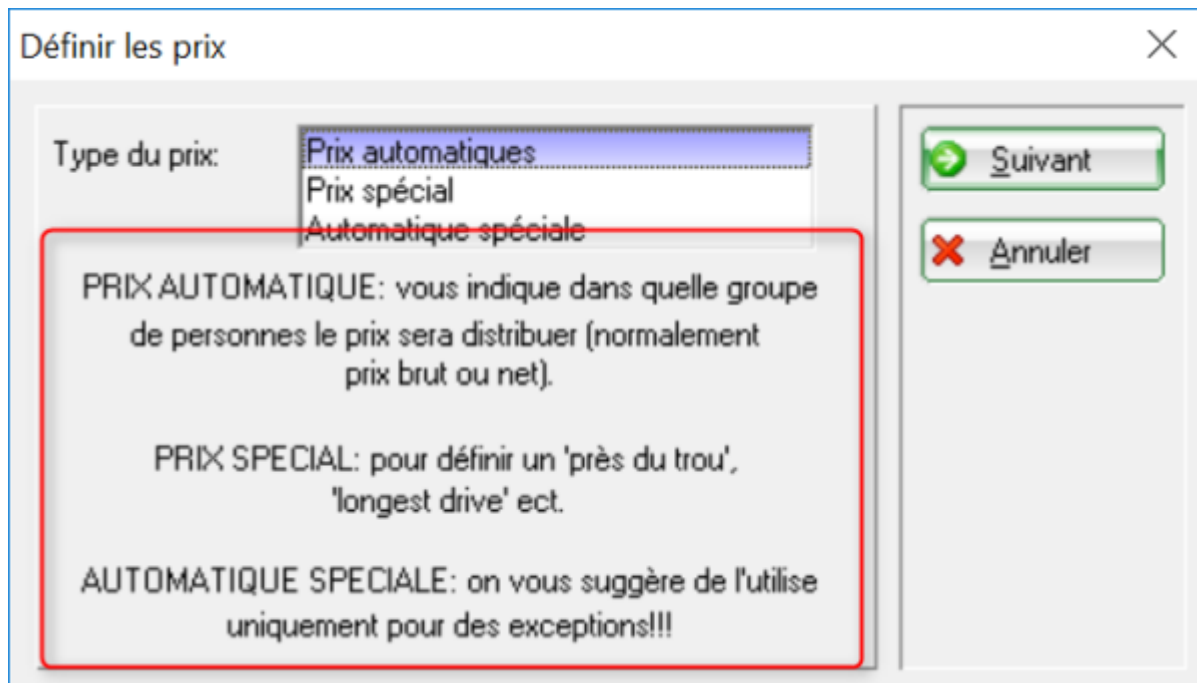 Définir les prix
Type du prix:
Prix automatiques
Prix spécial
Automatique spéciale
Suivant
Annuler
PRIX AUTOMATIQUE: vous indique dans quelle groupe
de personnes le prix sera distribuer (normalement
prix brut ou net).
PRIX SPECIAL: pour définir un 'près du trou',
'longest drive' ect.
AUTOMATIQUE SPECIALE: on vous suggère de l'utilise
uniquement pour des exceptions!!!